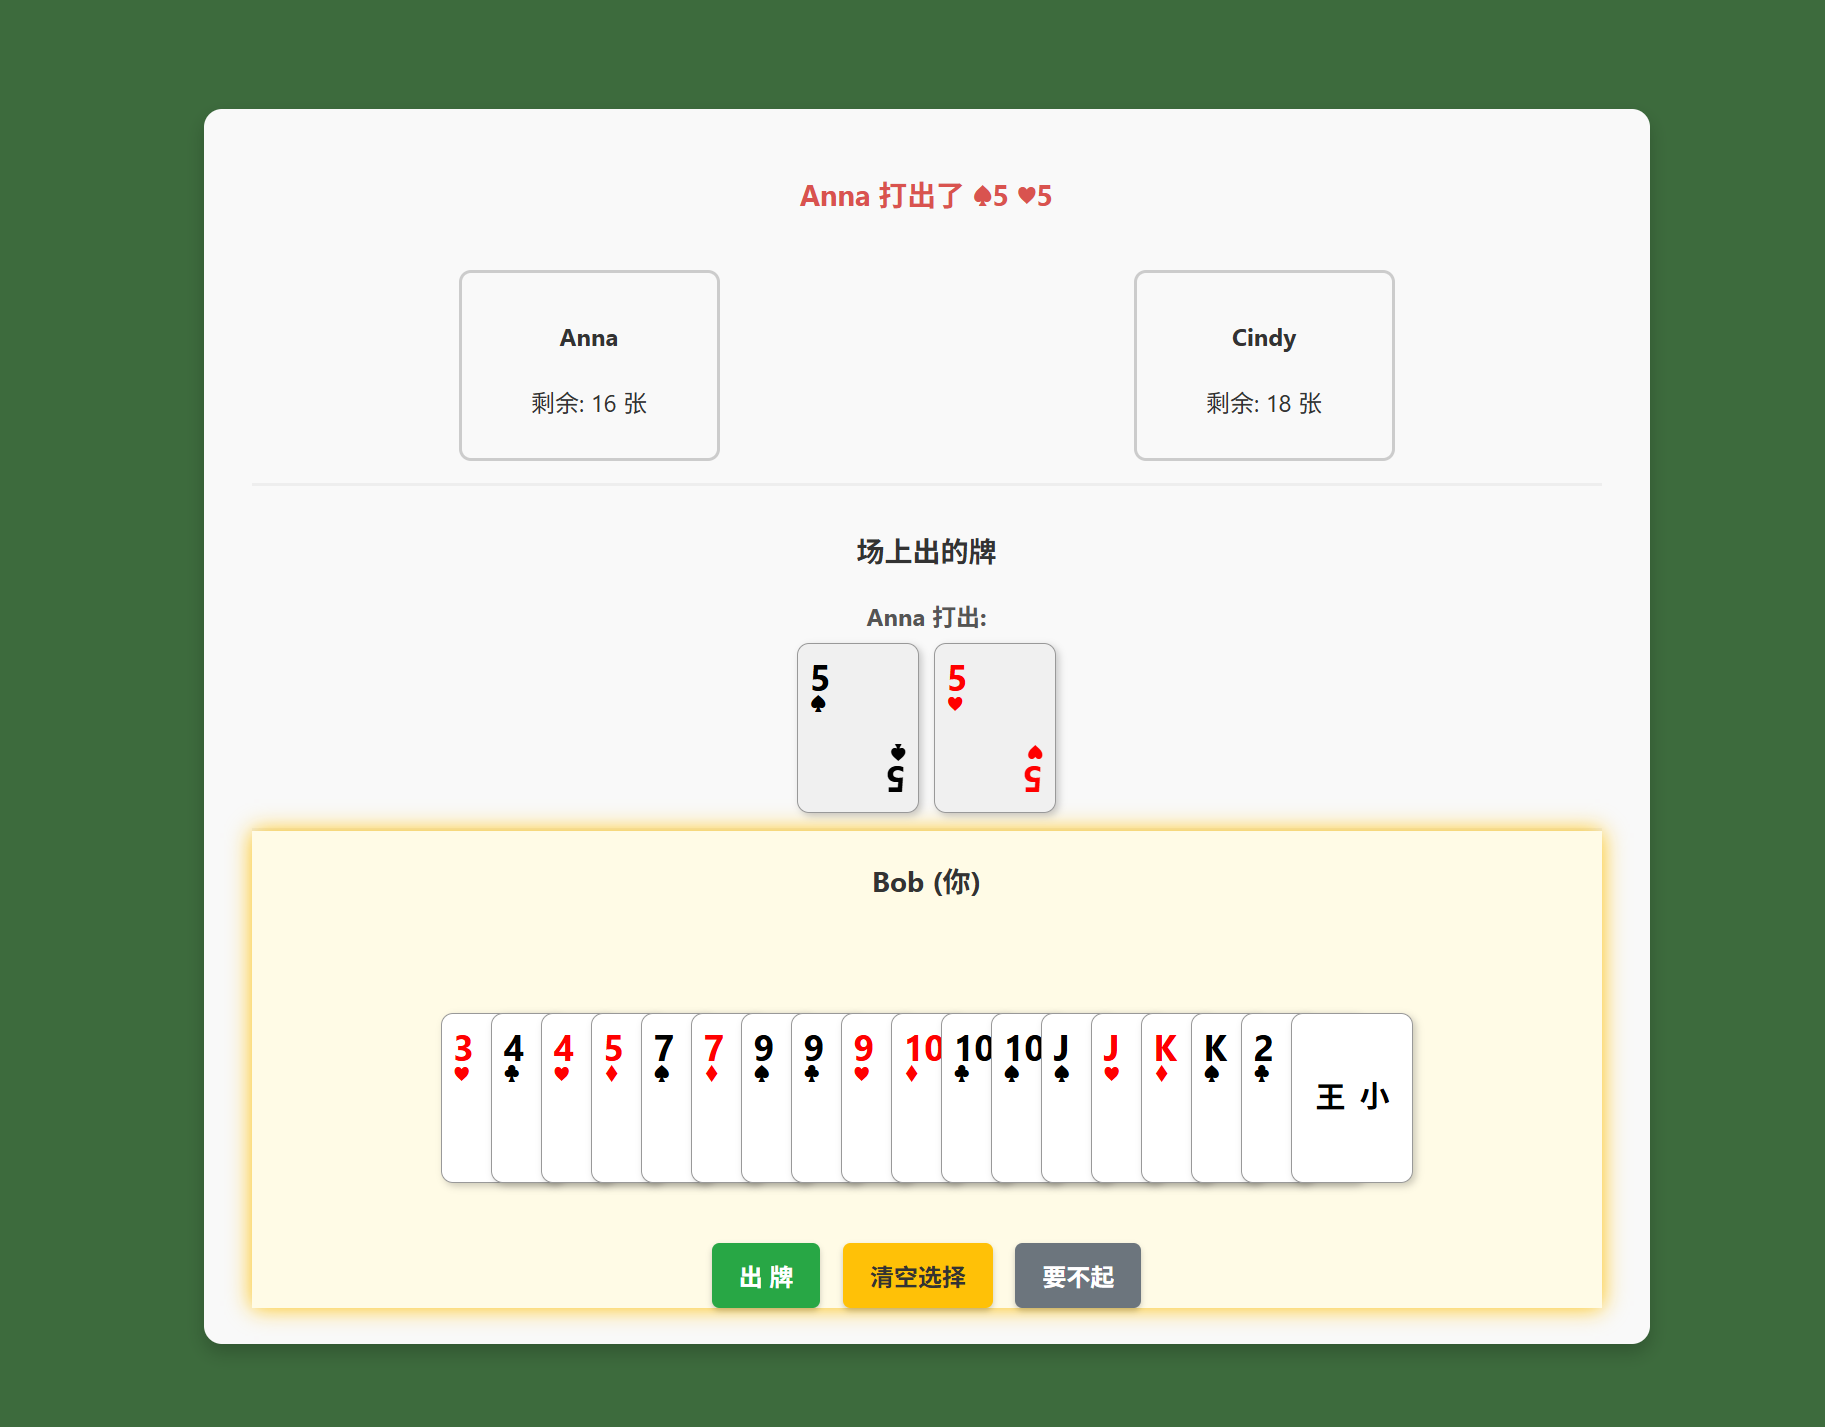 Anna 打出了 ♠5 ♥5
Anna
剩余: 16 张
Cindy
剩余: 18 张
场上出的牌
Anna 打出:
5
♠
♠
5
5
♥
♥
5
Bob (你)
3 4 4 5 7 7 9 9 9 10 10 10 J J K K 2
♥ ♣ ♥ ♦ ♠ ♦ ♠ ♣ ♥ ♦ ♣ ♠ ♠ ♥ ♦ ♠ ♣
王 小
出 牌
清空选择
要不起